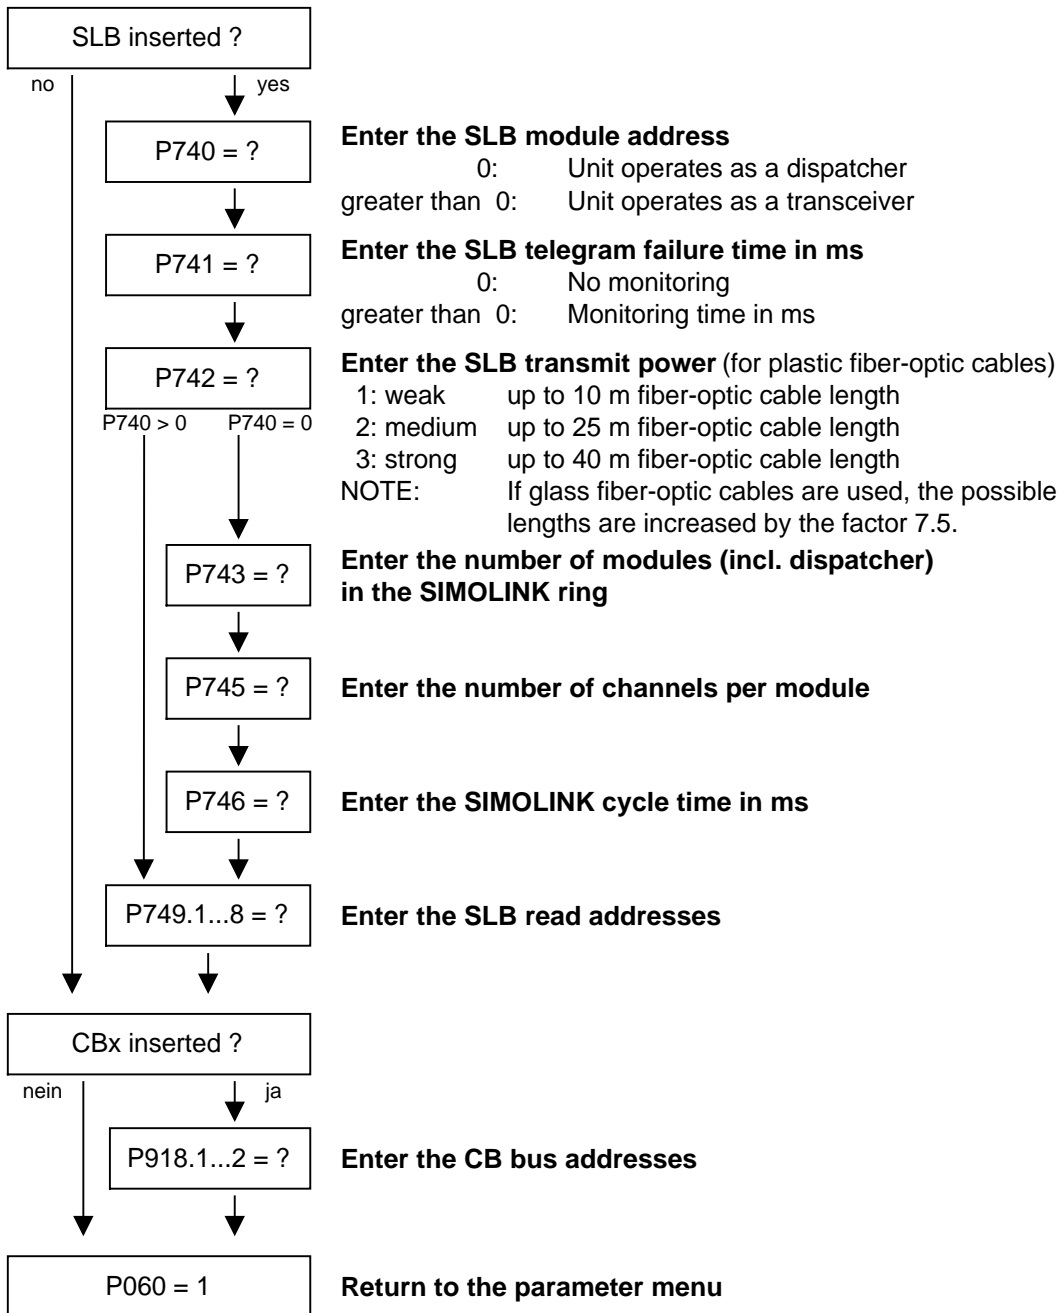 SLB inserted ?
no yes
P740 = ? Enter the SLB module address
0: Unit operates as a dispatcher
greater than 0: Unit operates as a transceiver
P741 = ? Enter the SLB telegram failure time in ms
0: No monitoring
greater than 0: Monitoring time in ms
P742 = ? Enter the SLB transmit power (for plastic fiber-optic cables)
1: weak up to 10 m fiber-optic cable length
P740 > 0 P740 = 0 2: medium up to 25 m fiber-optic cable length
3: strong up to 40 m fiber-optic cable length
NOTE: If glass fiber-optic cables are used, the possible
lengths are increased by the factor 7.5.
P743 = ? Enter the number of modules (incl. dispatcher)
in the SIMOLINK ring
P745 = ? Enter the number of channels per module
P746 = ? Enter the SIMOLINK cycle time in ms
P749.1...8 = ? Enter the SLB read addresses
CBx inserted ?
nein ja
P918.1...2 = ? Enter the CB bus addresses
P060 = 1 Return to the parameter menu